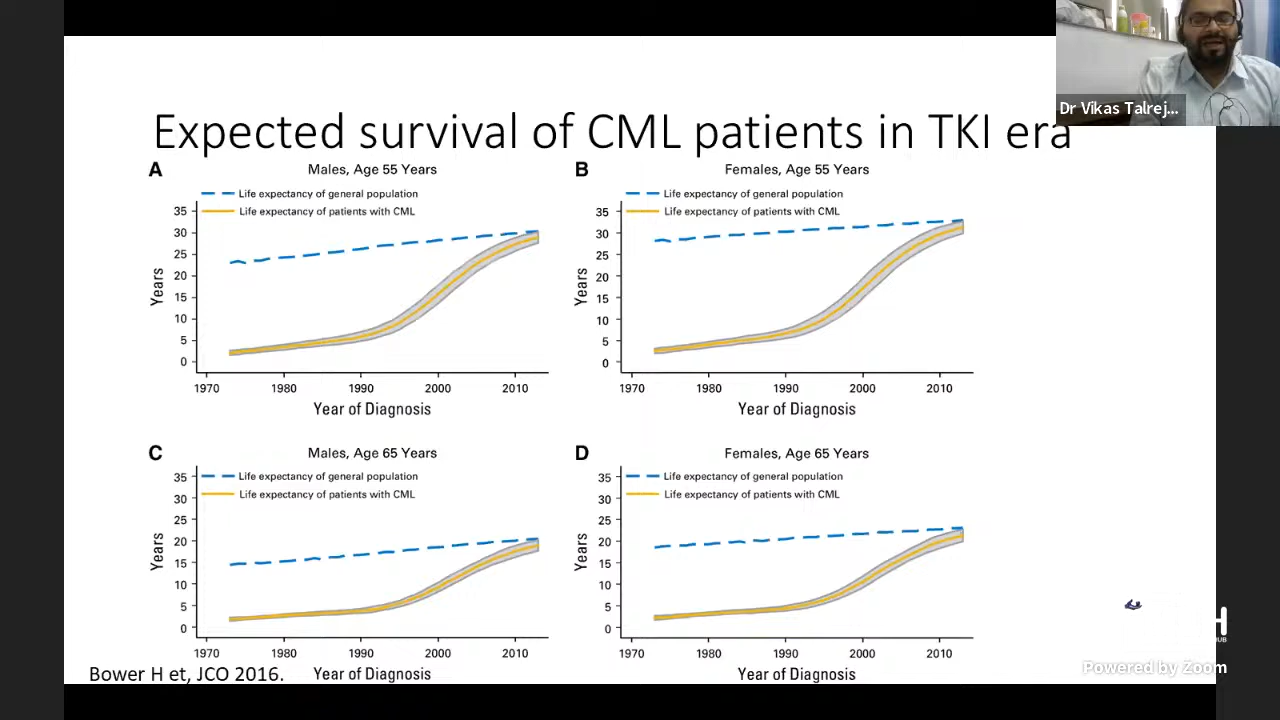 Dr Vikas Talrej...
Expected survival of CML patients in TKI era
A
Males, Age 55 Years
Life expectancy of general population
Life expectancy of patients with CML
35
30
25
20
15
10
5
0
Years
1970 1980 1990 2000 2010
Year of Diagnosis
B
Females, Age 55 Years
Life expectancy of general population
Life expectancy of patients with CML
35
30
25
20
15
10
5
0
Years
1970 1980 1990 2000 2010
Year of Diagnosis
C
Males, Age 65 Years
Life expectancy of general population
Life expectancy of patients with CML
35
30
25
20
15
10
5
0
Years
1970 1980 1990 2000 2010
Year of Diagnosis
D
Females, Age 65 Years
Life expectancy of general population
Life expectancy of patients with CML
35
30
25
20
15
10
5
0
Years
1970 1980 1990 2000 2010
Year of Diagnosis
Bower H et, JCO 2016.
H
UB
Powered by Zoom